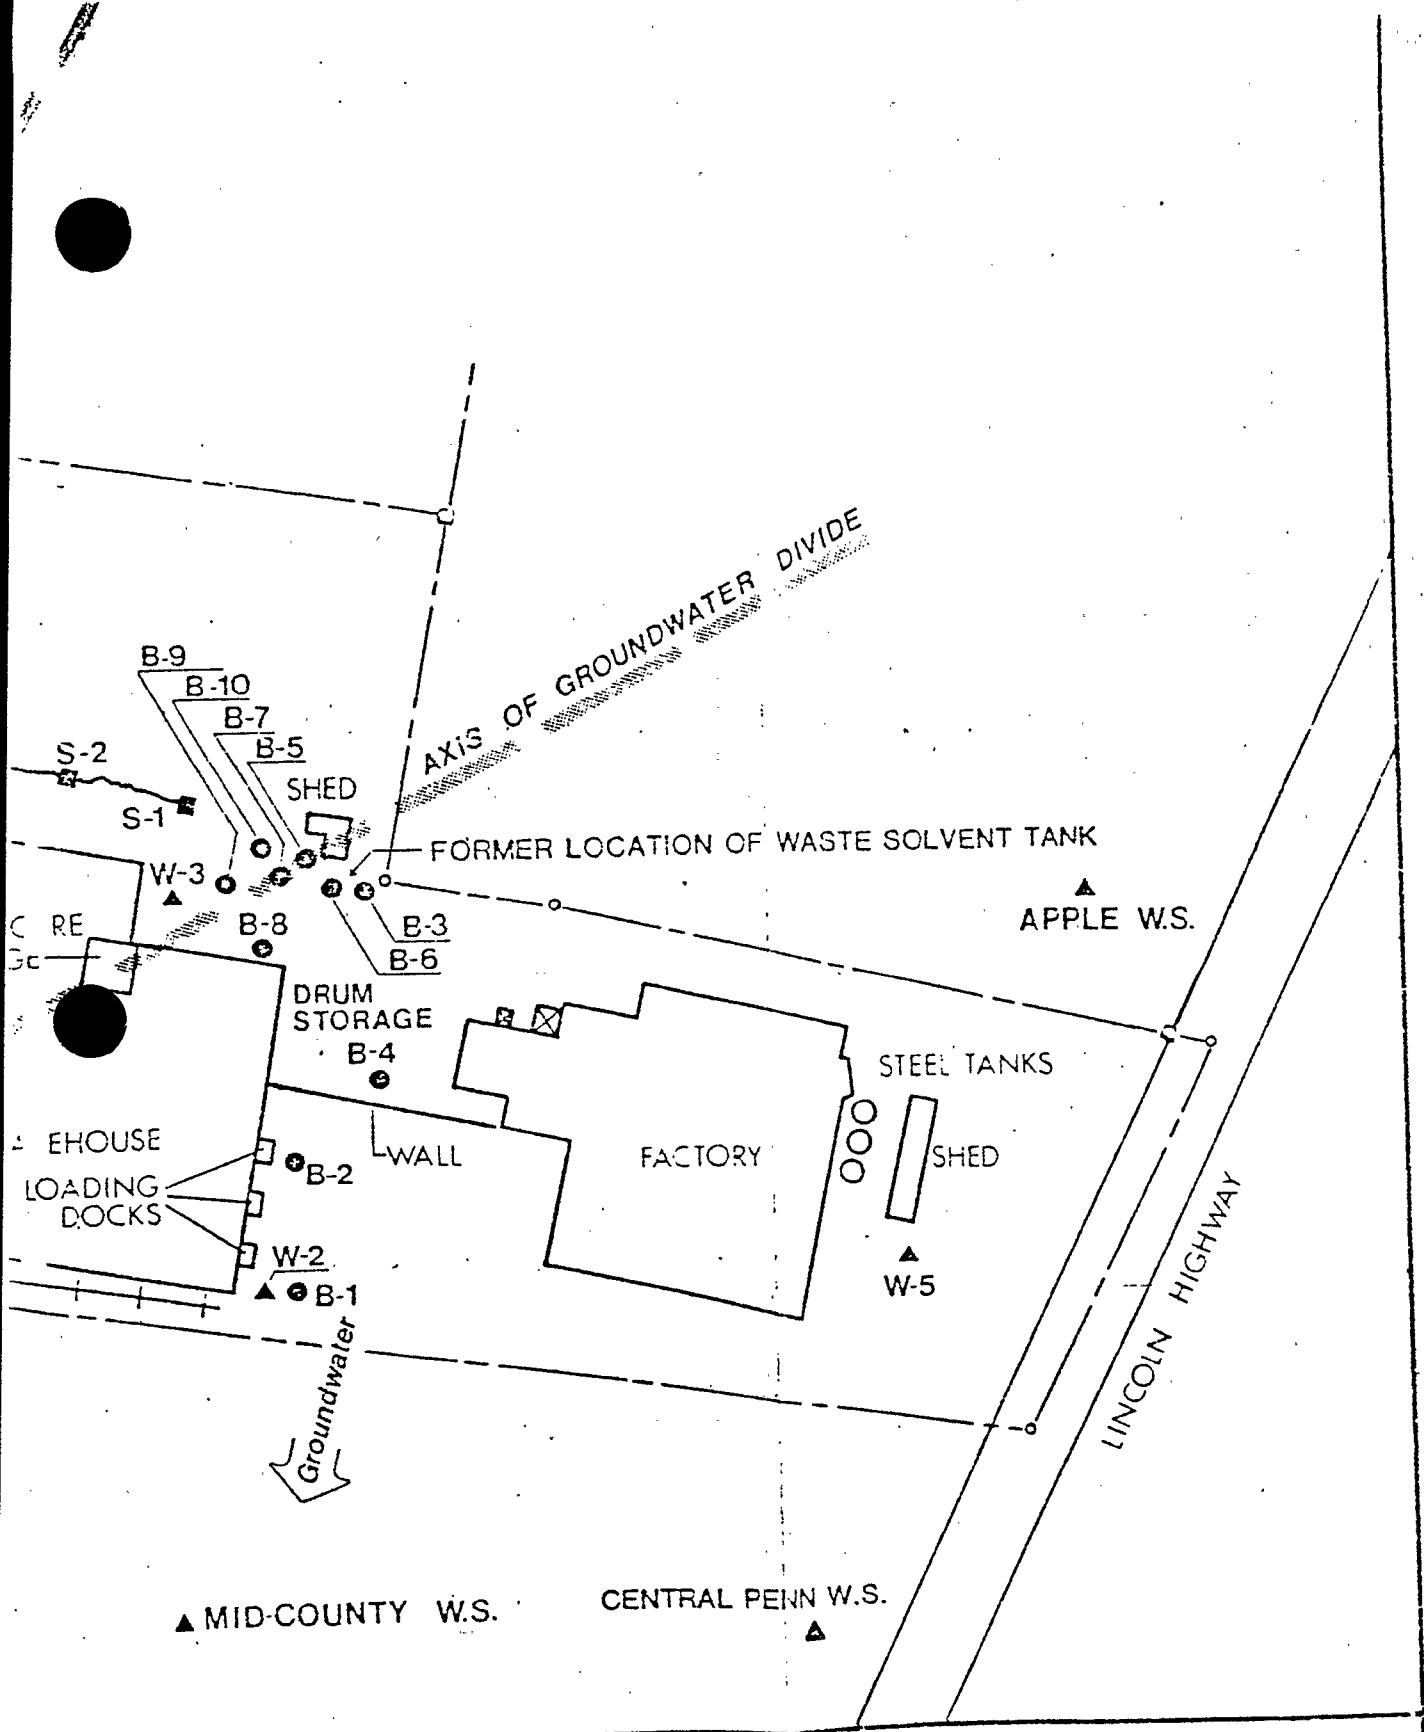 AXIS OF GROUNDWATER DIVIDE
B-9
B-10
B-7
B-5
S-2
SHED
S-1
FORMER LOCATION OF WASTE SOLVENT TANK
W-3
APPLE W.S.
RE
B-8
B-3
B-6
DRUM
STORAGE
B-4
STEEL TANKS
EHOUSE
WALL
FACTORY
SHED
B-2
LOADING
DOCKS
W-2
B-1
W-5
LINCOLN HIGHWAY
Groundwater
MID-COUNTY W.S.
CENTRAL PENN W.S.